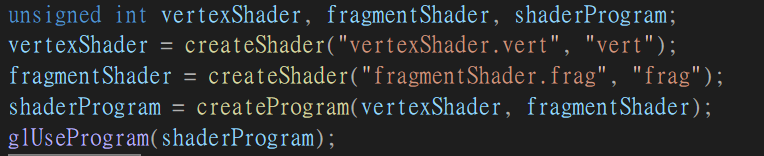 unsigned int vertexShader, fragmentShader, shaderProgram;
vertexShader = createShader("vertexShader.vert", "vert");
fragmentShader = createShader("fragmentShader.frag", "frag");
shaderProgram = createProgram(vertexShader, fragmentShader);
glUseProgram(shaderProgram);